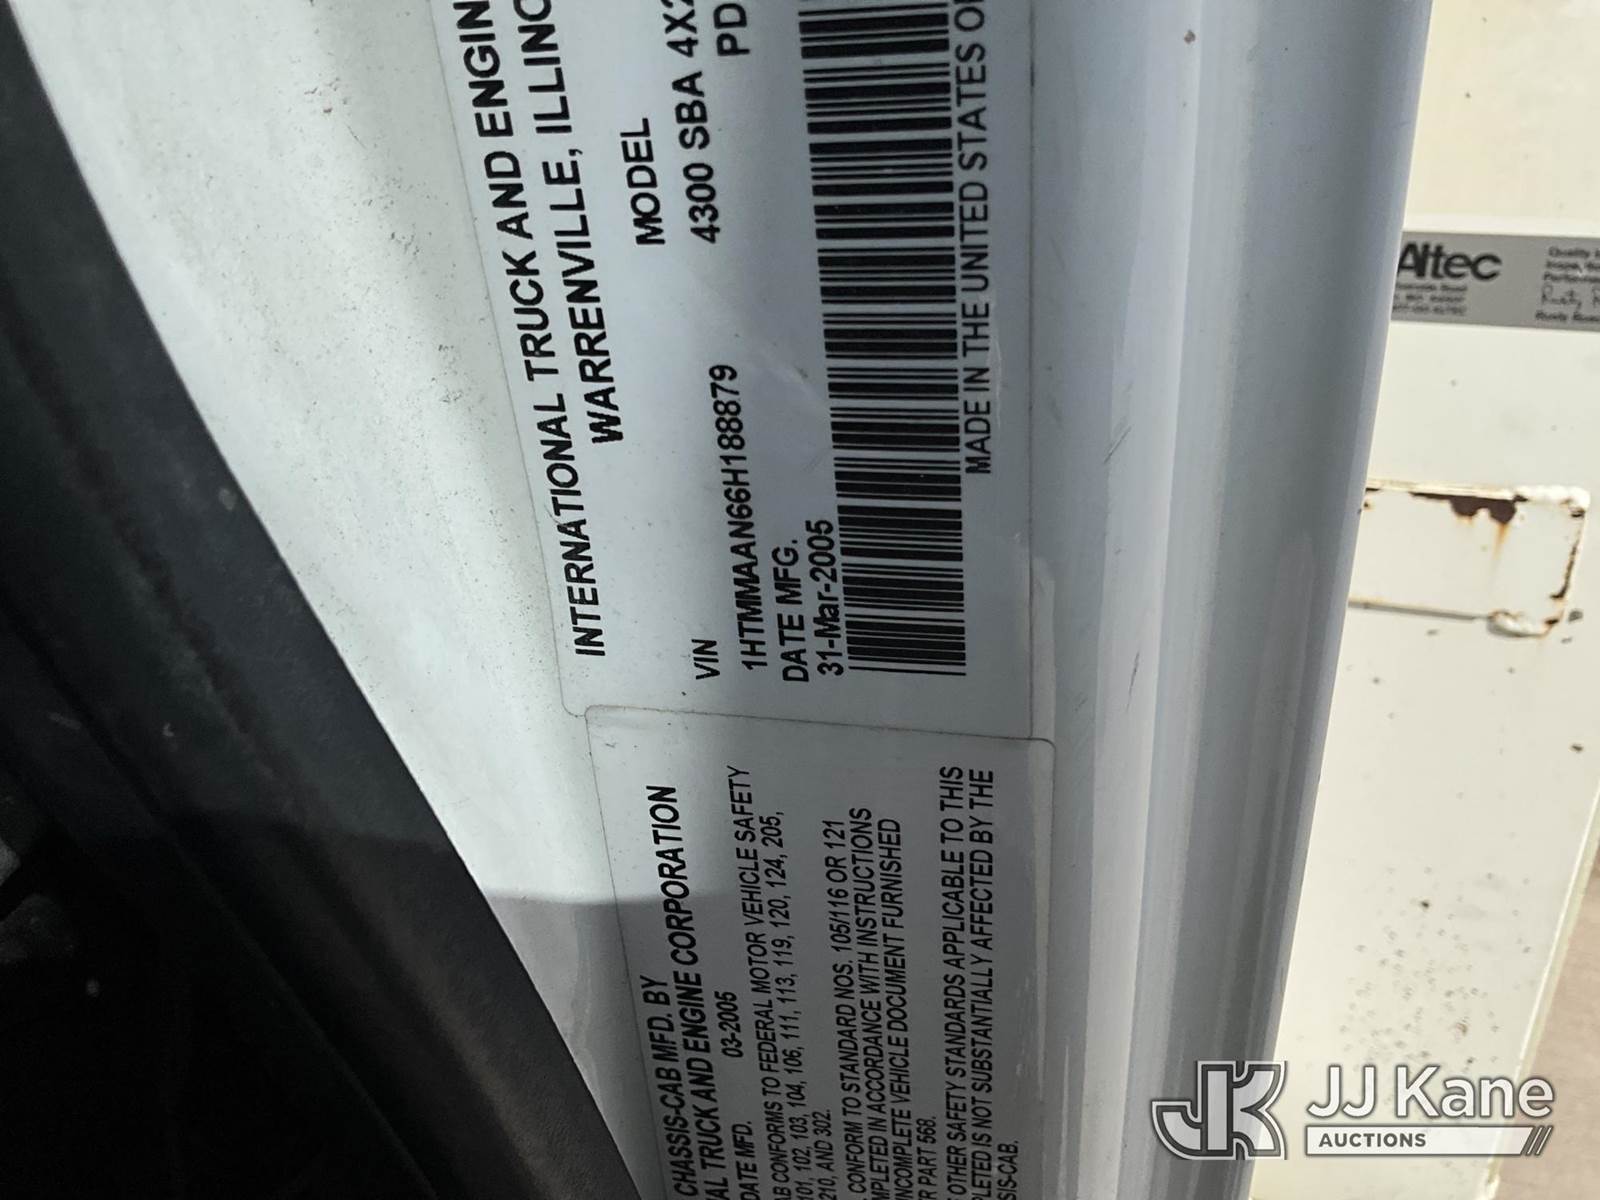 INTERNATIONAL TRUCK AND ENGIN
WARRENVILLE, ILLINO
MODEL
4300 SBA 4X2
PD
VIN
1HTMMAAN66H188879
DATE MFG.
31-Mar-2005
MADE IN THE UNITED STATES O
CHASSIS-CAB MFD. BY
AL TRUCK AND ENGINE CORPORATION
DATE MFD. 03-2005
AB CONFORMS TO FEDERAL MOTOR VEHICLE SAFETY
101, 102, 103, 104, 106, 111, 113, 119, 120, 124, 205,
210, AND 302.
CONFORM TO STANDARD NOS. 105/116 OR 121
MPLETED IN ACCORDANCE WITH INSTRUCTIONS
INCOMPLETE VEHICLE DOCUMENT FURNISHED
R PART 568.
OTHER SAFETY STANDARDS APPLICABLE TO THIS
LETED IS NOT SUBSTANTIALLY AFFECTED BY THE
SIS-CAB.
Altec
JJ Kane
AUCTIONS